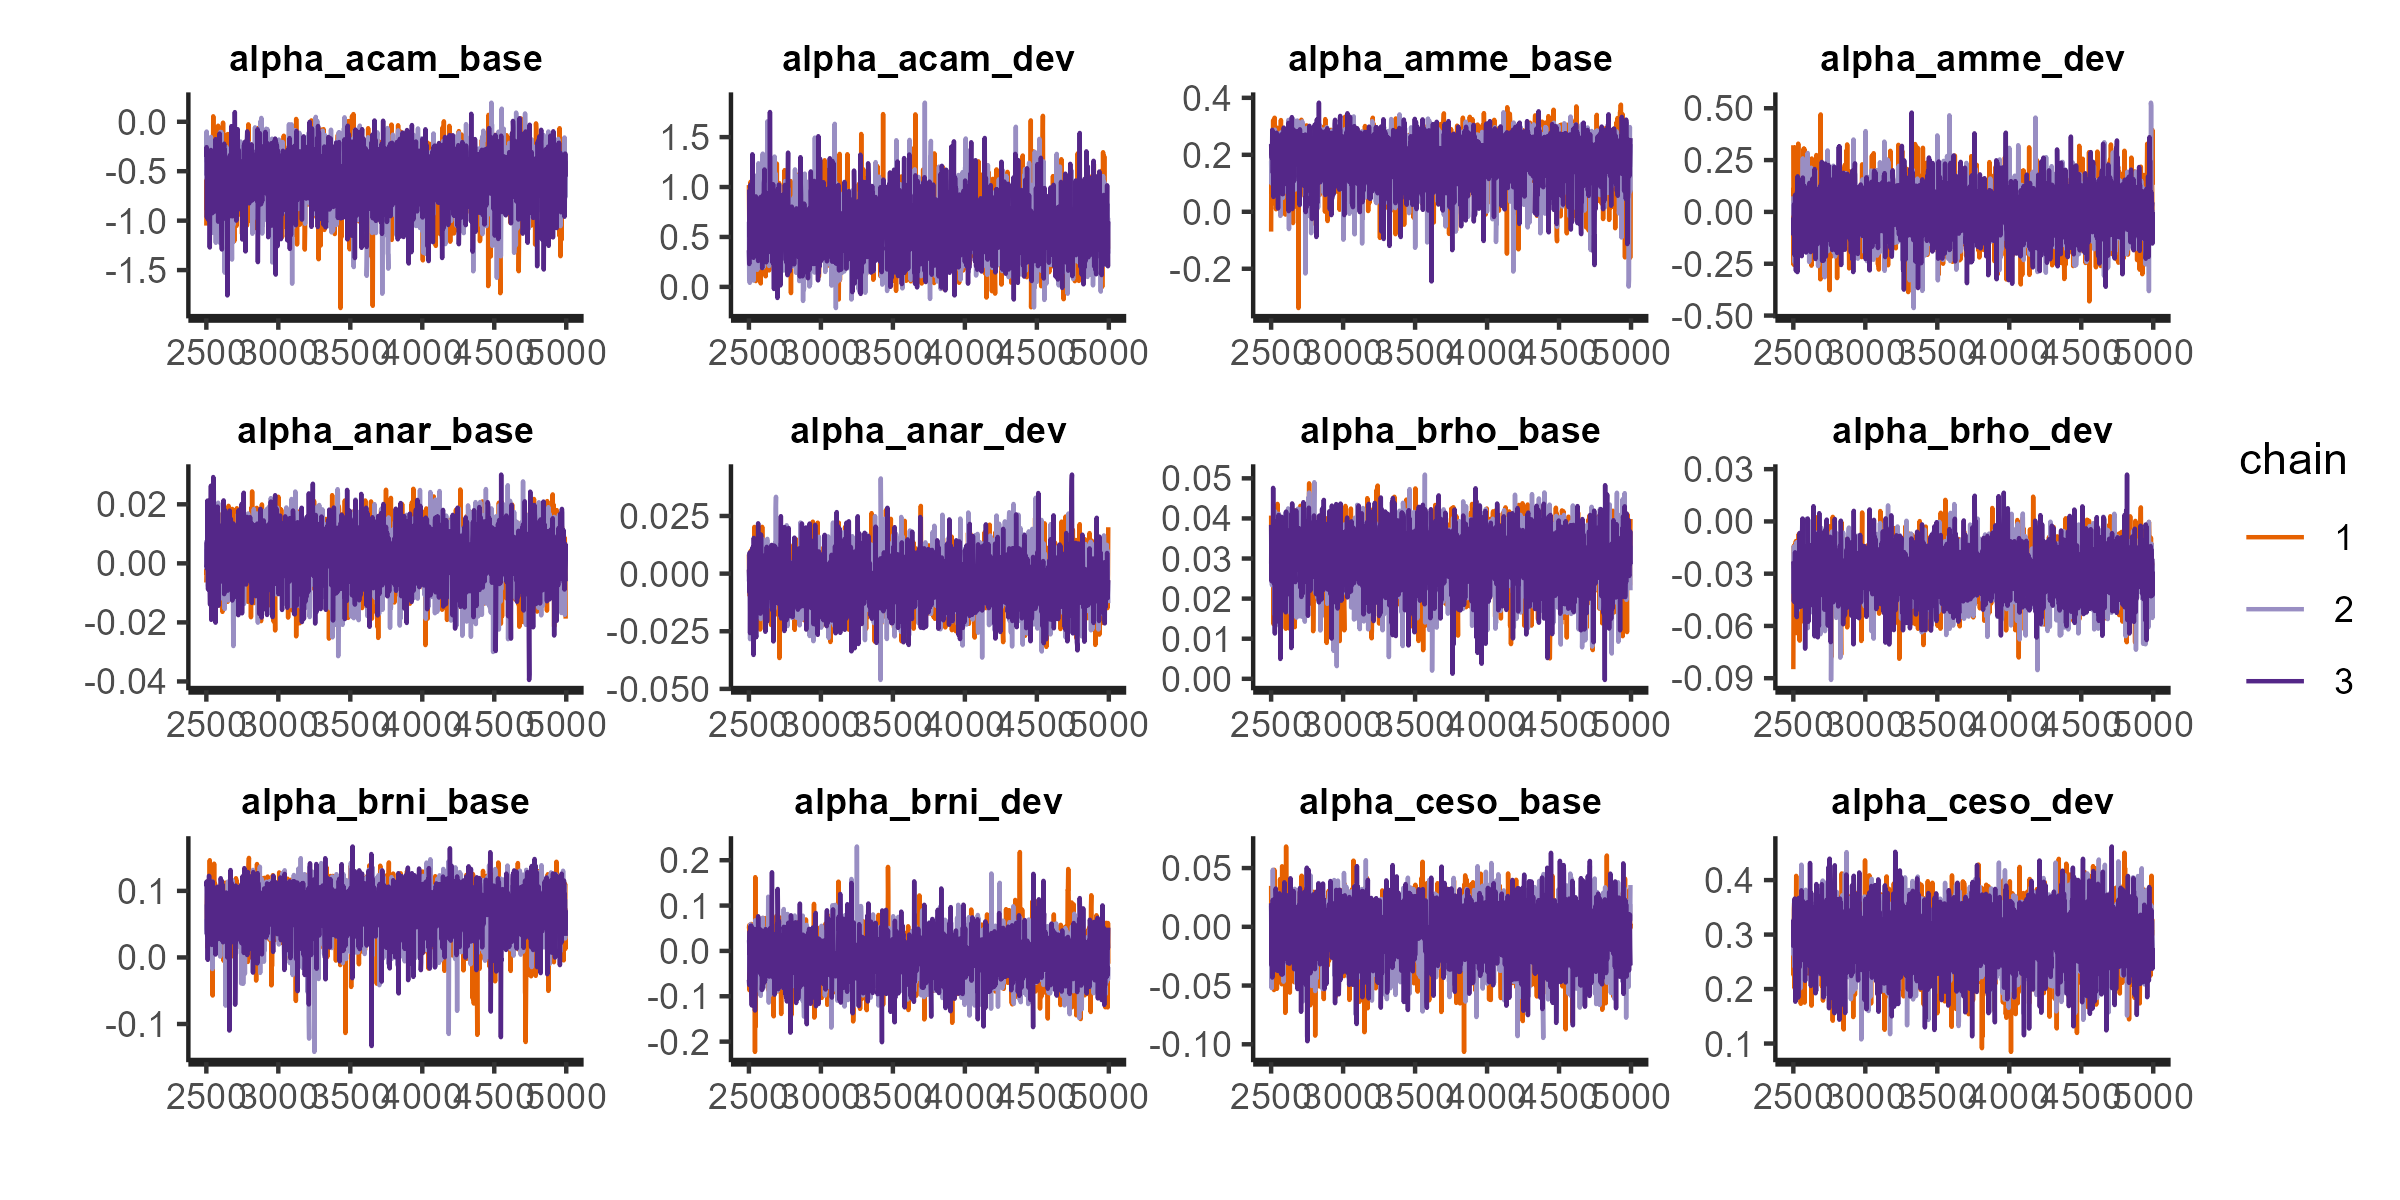 alpha_acam_base alpha_acam_dev alpha_amme_base alpha_amme_dev
0.0 -0.5 -1.0 -1.5
1.5 1.0 0.5 0.0
0.4 0.2 0.0 -0.2
0.50 0.25 0.00 -0.25 -0.50
2500 3000 3500 4000 4500 5000
2500 3000 3500 4000 4500 5000
2500 3000 3500 4000 4500 5000
2500 3000 3500 4000 4500 5000
alpha_anar_base alpha_anar_dev alpha_brho_base alpha_brho_dev
0.02 0.00 -0.02 -0.04
0.025 0.000 -0.025 -0.050
0.05 0.04 0.03 0.02 0.01 0.00
0.03 0.00 -0.03 -0.06 -0.09
2500 3000 3500 4000 4500 5000
2500 3000 3500 4000 4500 5000
2500 3000 3500 4000 4500 5000
2500 3000 3500 4000 4500 5000
alpha_brni_base alpha_brni_dev alpha_ceso_base alpha_ceso_dev
0.1 0.0 -0.1
0.2 0.1 0.0 -0.1 -0.2
0.05 0.00 -0.05 -0.10
0.4 0.3 0.2 0.1
2500 3000 3500 4000 4500 5000
2500 3000 3500 4000 4500 5000
2500 3000 3500 4000 4500 5000
2500 3000 3500 4000 4500 5000
chain
1
2
3